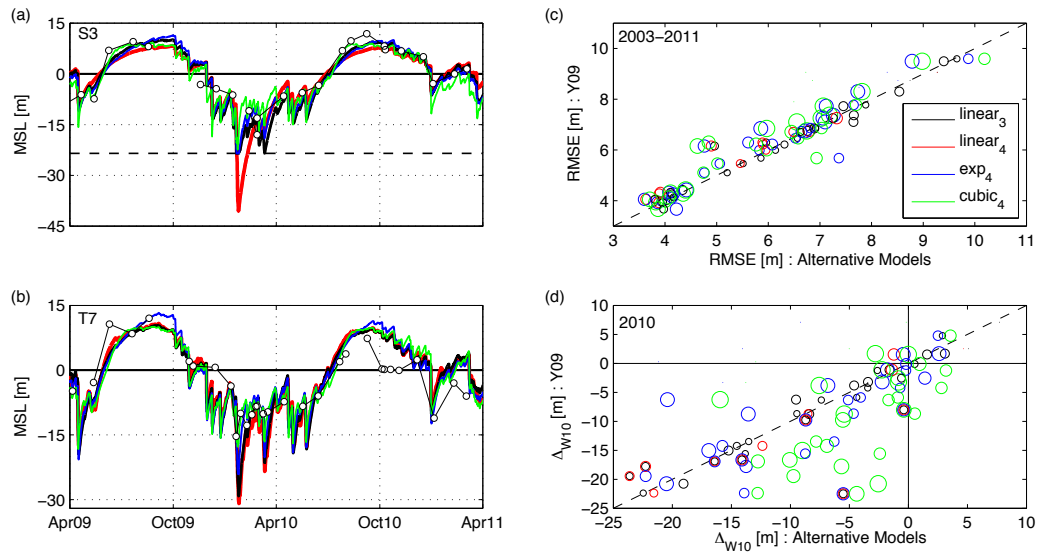 (a)
S3
15
0
−15
−30
−45
MSL [m]
(b)
T7
15
0
−15
−30
MSL [m]
Apr09 Oct09 Apr10 Oct10 Apr11
(c)
2003−2011
10
8
6
4
RMSE [m] : Y09
linear3
linear4
exp4
cubic4
3 4 5 6 7 8 9 10 11
RMSE [m] : Alternative Models
(d)
2010
10
5
0
−5
−10
−15
−20
−25
ΔW10 [m] : Y09
−25 −20 −15 −10 −5 0 5 10
ΔW10 [m] : Alternative Models